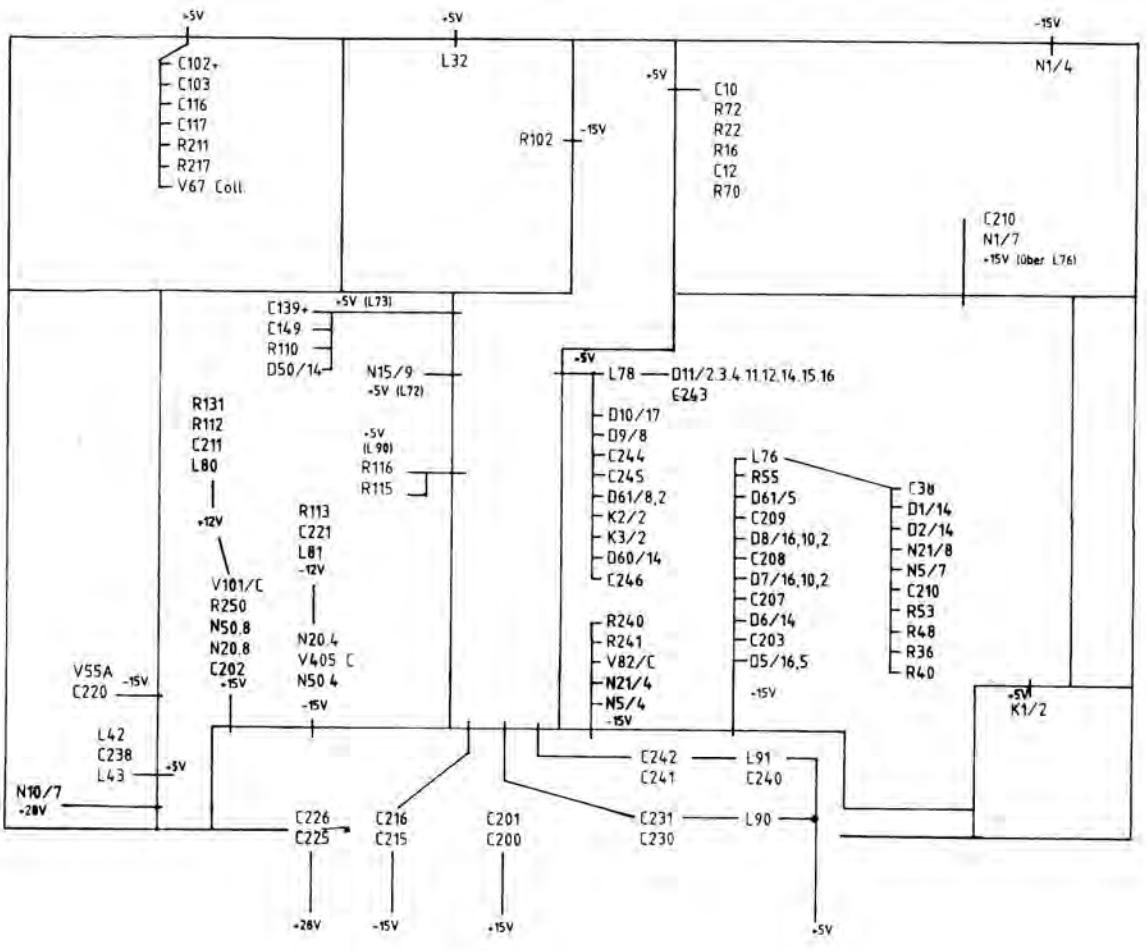 +5V
+5V
-15V
C102+
C103
C116
C117
R211
R217
V67 Coll.
L32
R102
-15V
+5V
C10
R72
R22
R16
C12
R70
N1/4
C210
N1/7
+15V (über L76)
C139+
+5V (L73)
C149
R110
D50/14
N15/9
+5V (L72)
+5V
(L90)
R116
R115
R131
R112
C211
L80
+12V
V101/C
R250
N50,8
N20,8
C202
+15V
R113
C221
L81
-12V
N20.4
V405 C
N50 4
-15V
+5V
L78
D11/2.3.4.11.12.14.15.16
C243
D10/17
D9/8
C244
C245
D61/8,2
K2/2
K3/2
D60/14
C246
R240
R241
V82/C
N21/4
N5/4
-15V
L76
R55
D61/5
C209
D8/16,10,2
C208
D7/16,10,2
C207
D6/14
C203
D5/16,5
-15V
C38
D1/14
D2/14
N21/8
N5/7
C210
R53
R48
R36
R40
V55A
C220
-15V
L42
C238
L43
+5V
N10/7
+28V
+5V
K1/2
C242
C241
L91
C240
C226
C225
C216
C215
C201
C200
C231
C230
L90
+28V
-15V
+15V
+5V